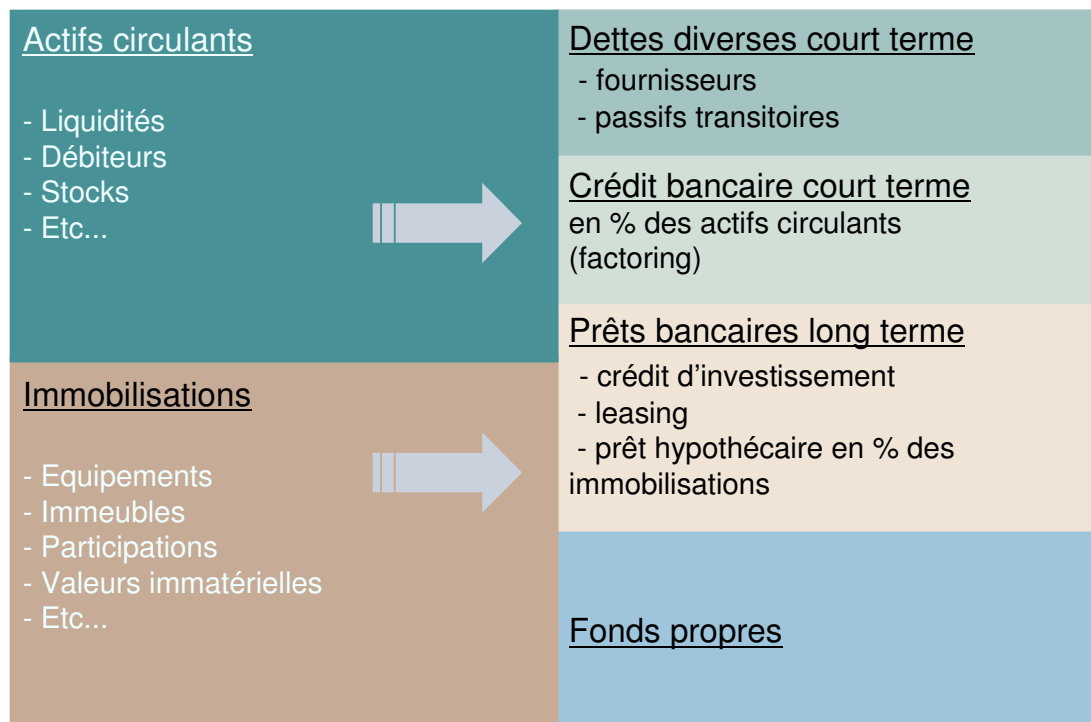 Actifs circulants
- Liquidités
- Débiteurs
- Stocks
- Etc...
Immobilisations
- Equipements
- Immeubles
- Participations
- Valeurs immatérielles
- Etc...
Dettes diverses court terme
- fournisseurs
- passifs transitoires
Crédit bancaire court terme
en % des actifs circulants
(factoring)
Prêts bancaires long terme
- crédit d’investissement
- leasing
- prêt hypothécaire en % des
immobilisations
Fonds propres